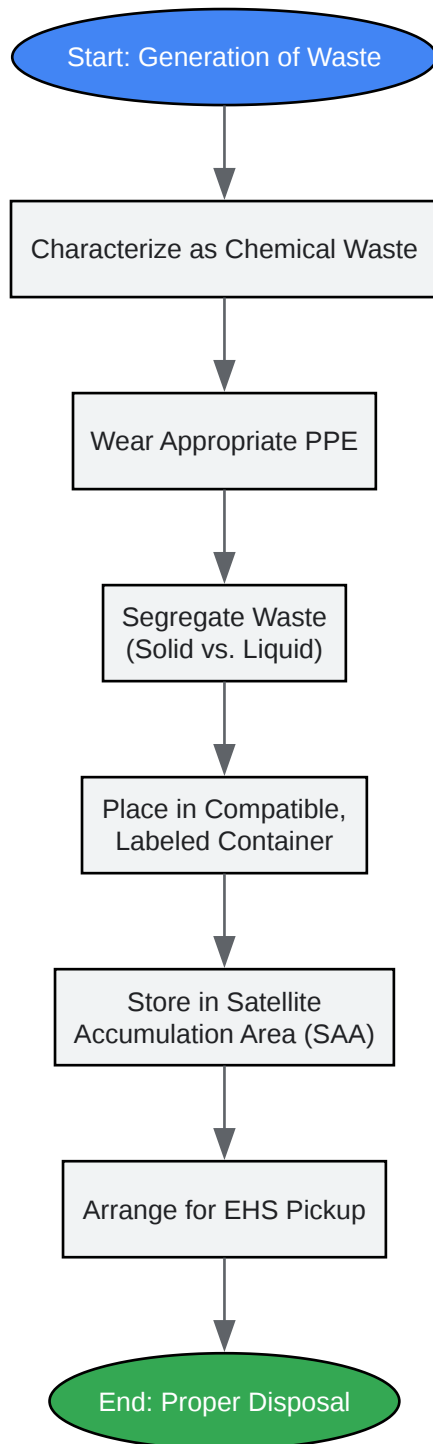 Start: Generation of Waste
Characterize as Chemical Waste
Wear Appropriate PPE
Segregate Waste
(Solid vs. Liquid)
Place in Compatible,
Labeled Container
Store in Satellite
Accumulation Area (SAA)
Arrange for EHS Pickup
End: Proper Disposal